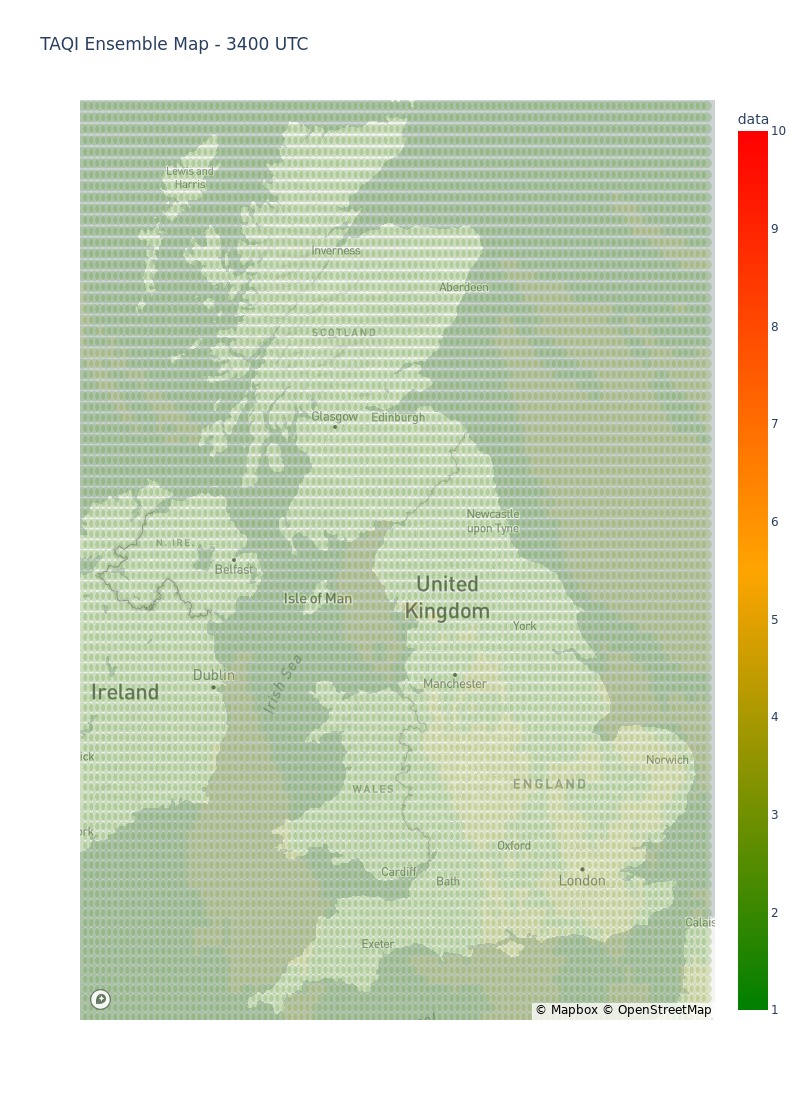 TAQI Ensemble Map - 3400 UTC
data
10
9
8
7
6
5
4
3
2
1
Lewis and
Harris
Inverness
Aberdeen
SCOTLAND
Glasgow
Edinburgh
Newcastle
upon Tyne
N. IRE.
Belfast
Isle of Man
United
Kingdom
York
Dublin
Irish Sea
Manchester
Ireland
ick
Norwich
WALES
ENGLAND
rk
Oxford
Cardiff
Bath
London
Calais
Exeter
© Mapbox © OpenStreetMap